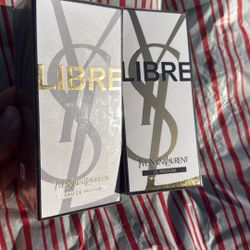 LIBRE
YVES SAINT LAURENT
EAU DE PARFUM
LIBRE
YVES SAINT LAURENT
LE PARFUM